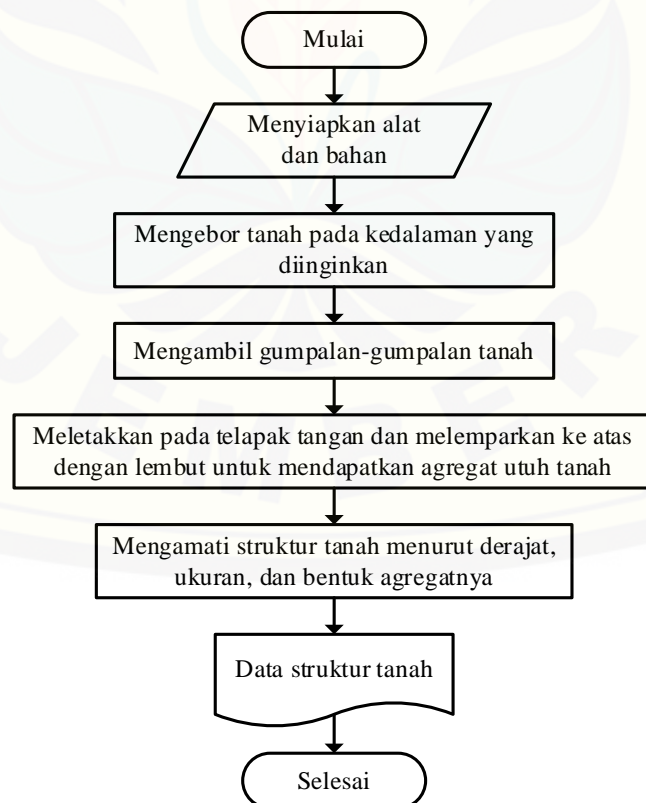 Mulai
Menyiapkan alat
dan bahan
Mengebor tanah pada kedalaman yang
diinginkan
Mengambil gumpalan-gumpalan tanah
Meletakkan pada telapak tangan dan melemparkan ke atas
dengan lembut untuk mendapatkan agregat utuh tanah
Mengamati struktur tanah menurut derajat,
ukuran, dan bentuk agregatnya
Data struktur tanah
Selesai
JEMBER